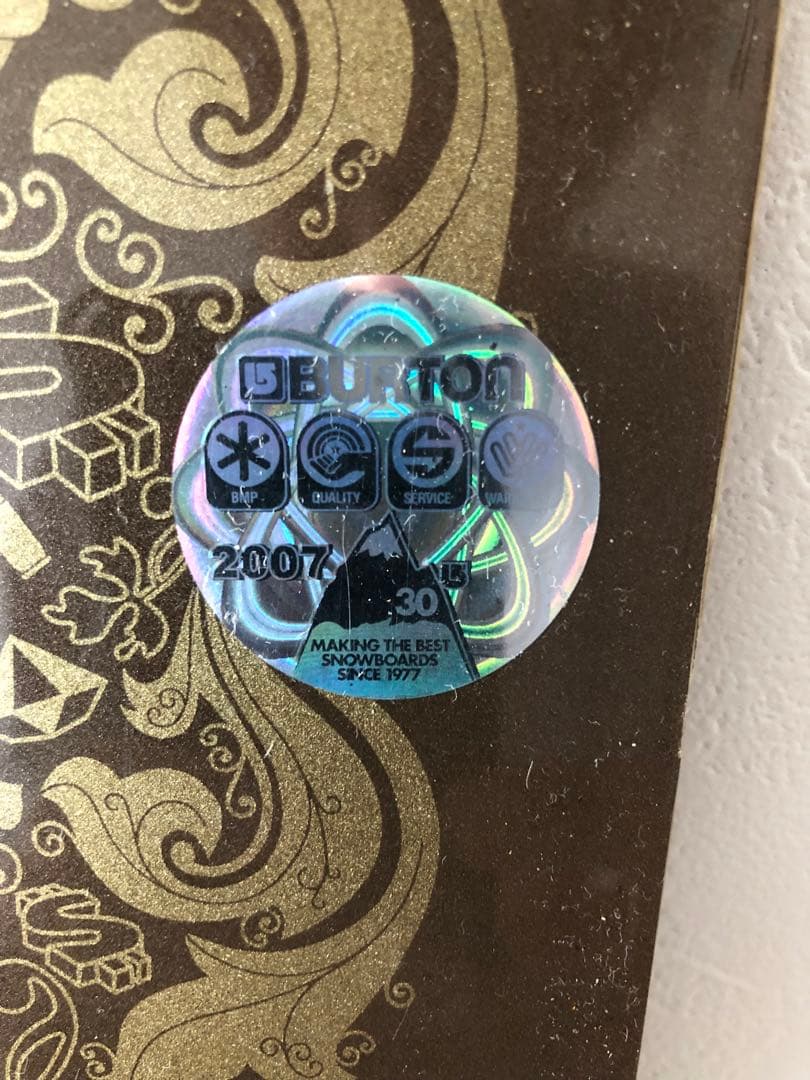 BURTON
BMP QUALITY SERVICE
2007
30
MAKING THE BEST
SNOWBOARDS
SINCE 1977